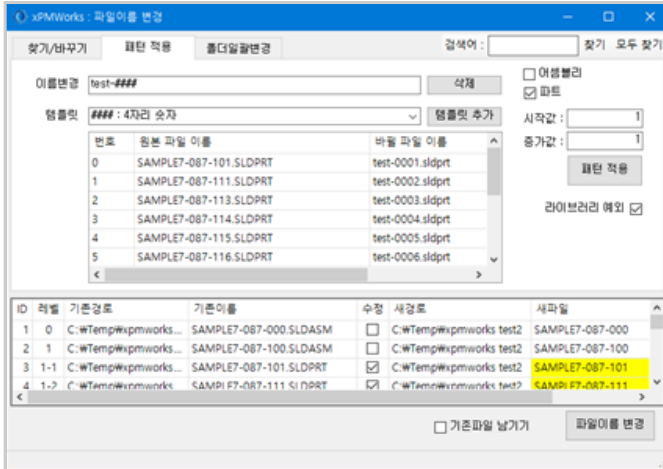 xPMWorks : 파일이름 변경
찾기/바꾸기 패턴 적용 폴더일괄변경 검색어 : 찾기 모두 찾기
이름변경 test-#### 삭제 어셈블리
파트
템플릿 #### : 4자리 숫자 템플릿 추가 시작값 : 1
번호 원본 파일 이름 바뀔 파일 이름 증가값 : 1
0 SAMPLE7-087-101.SLDPRT test-0001.sldprt
1 SAMPLE7-087-111.SLDPRT test-0002.sldprt 패턴 적용
2 SAMPLE7-087-113.SLDPRT test-0003.sldprt
3 SAMPLE7-087-114.SLDPRT test-0004.sldprt 라이브러리 예외
4 SAMPLE7-087-115.SLDPRT test-0005.sldprt
5 SAMPLE7-087-116.SLDPRT test-0006.sldprt
ID 레벨 기존경로 기존이름 수정 새경로 새파일
1 0 C:₩Temp₩xpmworks... SAMPLE7-087-000.SLDASM C:₩Temp₩xpmworks test2 SAMPLE7-087-000
2 1 C:₩Temp₩xpmworks... SAMPLE7-087-100.SLDASM C:₩Temp₩xpmworks test2 SAMPLE7-087-100
3 1-1 C:₩Temp₩xpmworks... SAMPLE7-087-101.SLDPRT C:₩Temp₩xpmworks test2 SAMPLE7-087-101
4 1-2 C:₩Temp₩xpmworks SAMPLE7-087-111.SLDPRT C:₩Temp₩xpmworks test2 SAMPLE7-087-111
기존파일 남기기 파일이름 변경